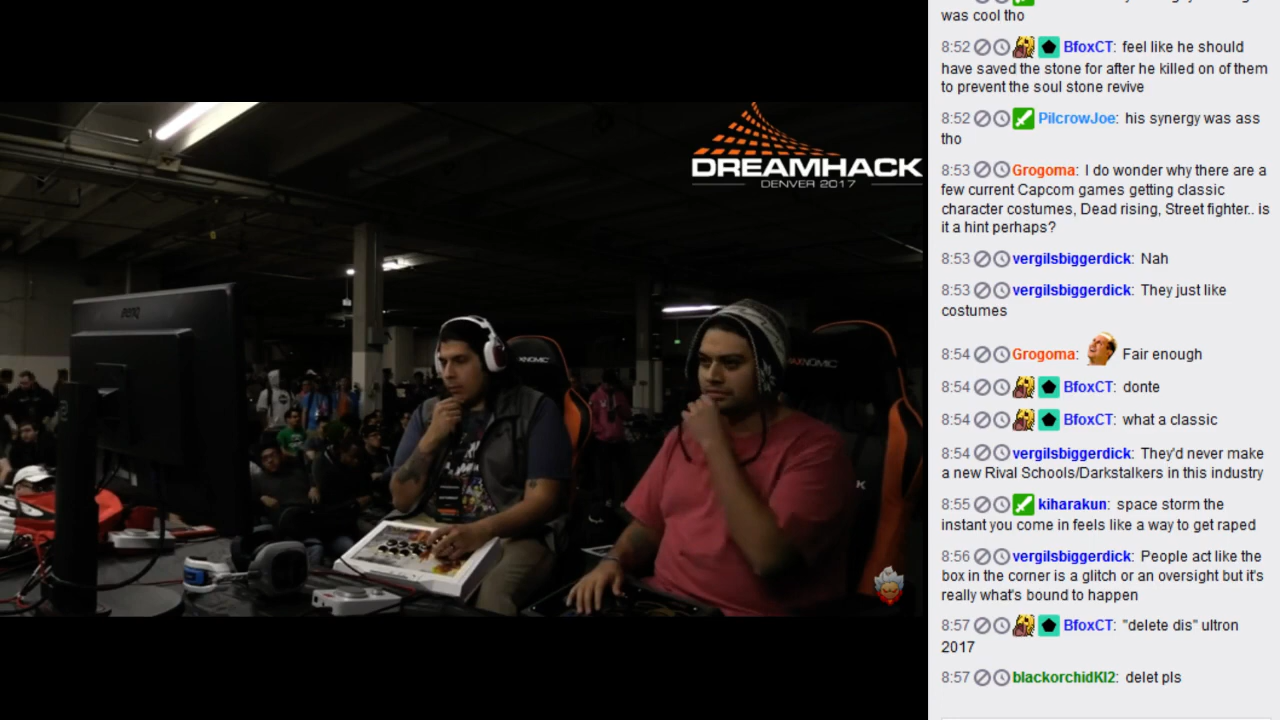 DREAMHACK
DENVER 2017
BENQ
XNOMIC
was cool tho
8:52 BfoxCT: feel like he should
have saved the stone for after he killed on of them
to prevent the soul stone revive
8:52 PilcrowJoe: his synergy was ass
tho
8:53 Grogoma: I do wonder why there are a
few current Capcom games getting classic
character costumes, Dead rising, Street fighter.. is
it a hint perhaps?
8:53 vergilsbiggerdick: Nah
8:53 vergilsbiggerdick: They just like
costumes
8:54 Grogoma: Fair enough
8:54 BfoxCT: donte
8:54 BfoxCT: what a classic
8:54 vergilsbiggerdick: They'd never make
a new Rival Schools/Darkstalkers in this industry
8:55 kiharakun: space storm the
instant you come in feels like a way to get raped
8:56 vergilsbiggerdick: People act like the
box in the corner is a glitch or an oversight but it's
really what's bound to happen
8:57 BfoxCT: "delete dis" ultron
2017
8:57 blackorchidKI2: delet pls